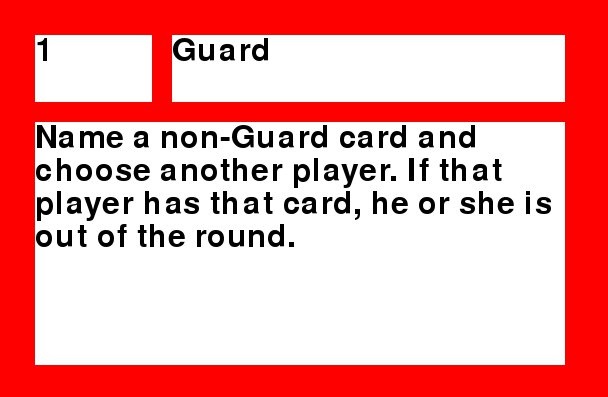 1
Guard
Name a non-Guard card and
choose another player. If that
player has that card, he or she is
out of the round.